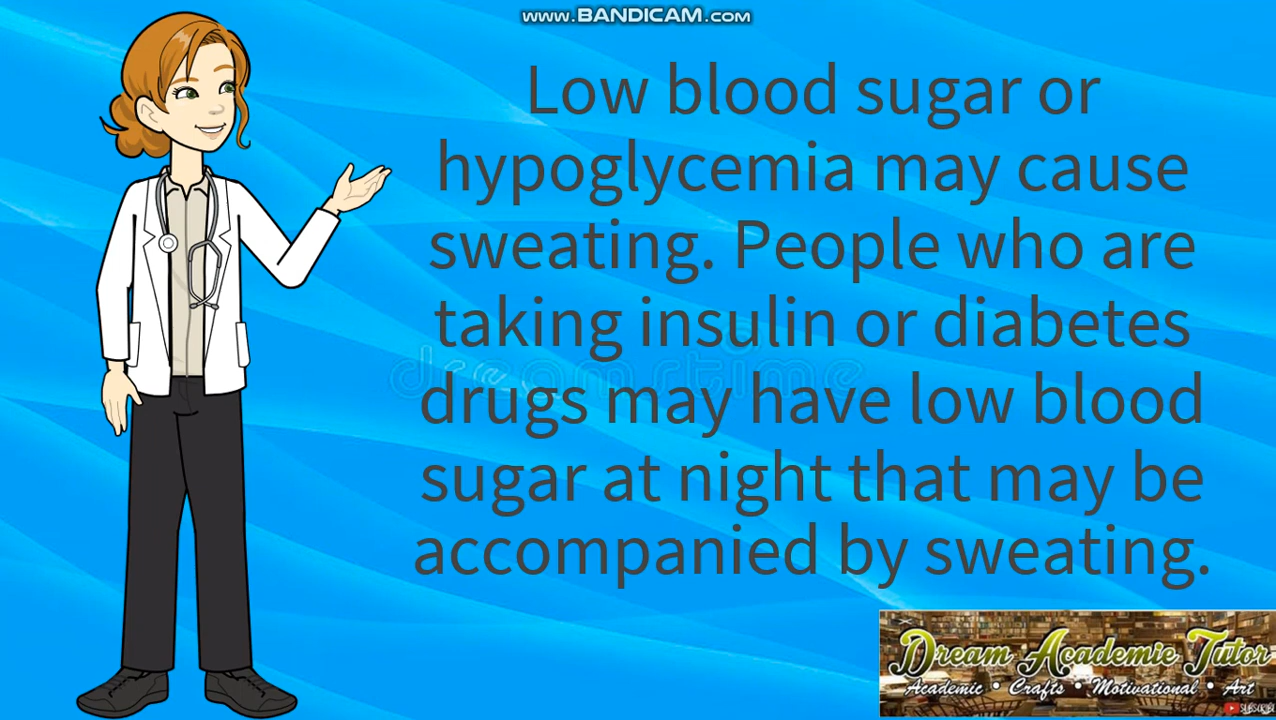 www.BANDICAM.com
Low blood sugar or
hypoglycemia may cause
sweating. People who are
taking insulin or diabetes
drugs may have low blood
sugar at night that may be
accompanied by sweating.
dreamstime
Dream Academic Tutor
Academic • Crafts • Motivational • Art
SUBSCRIBE